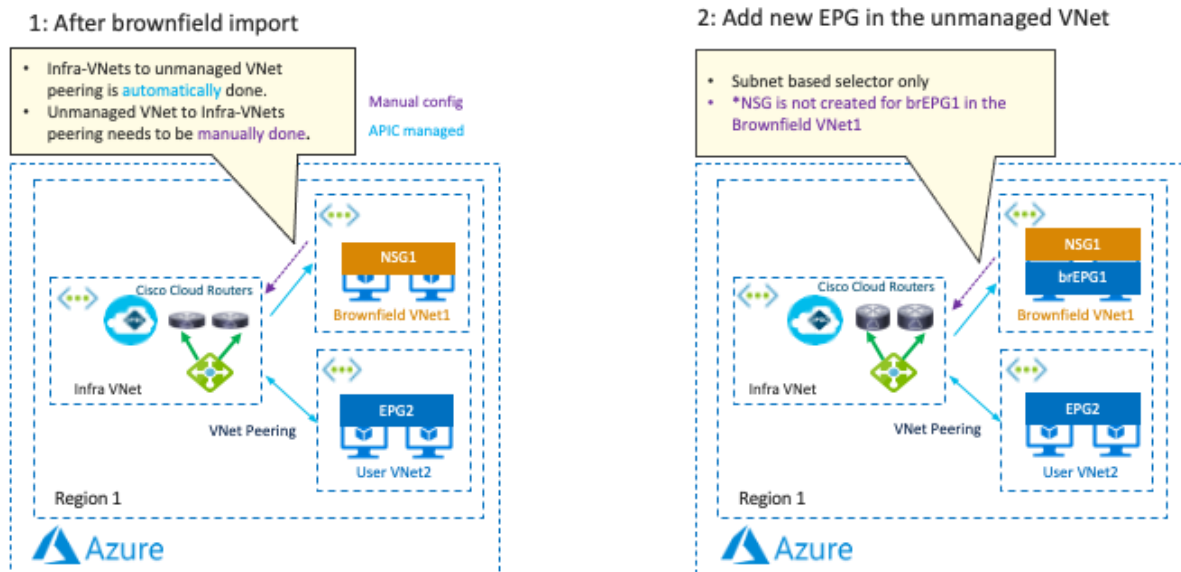 1: After brownfield import
• Infra-VNets to unmanaged VNet
peering is automatically done.
• Unmanaged VNet to Infra-VNets
peering needs to be manually done.
Manual config
APIC managed
NSG1
Brownfield VNet1
Cisco Cloud Routers
Infra VNet
EPG2
User VNet2
VNet Peering
Region 1
Azure
2: Add new EPG in the unmanaged VNet
• Subnet based selector only
• *NSG is not created for brEPG1 in the
Brownfield VNet1
NSG1
brEPG1
Brownfield VNet1
Cisco Cloud Routers
Infra VNet
EPG2
User VNet2
VNet Peering
Region 1
Azure